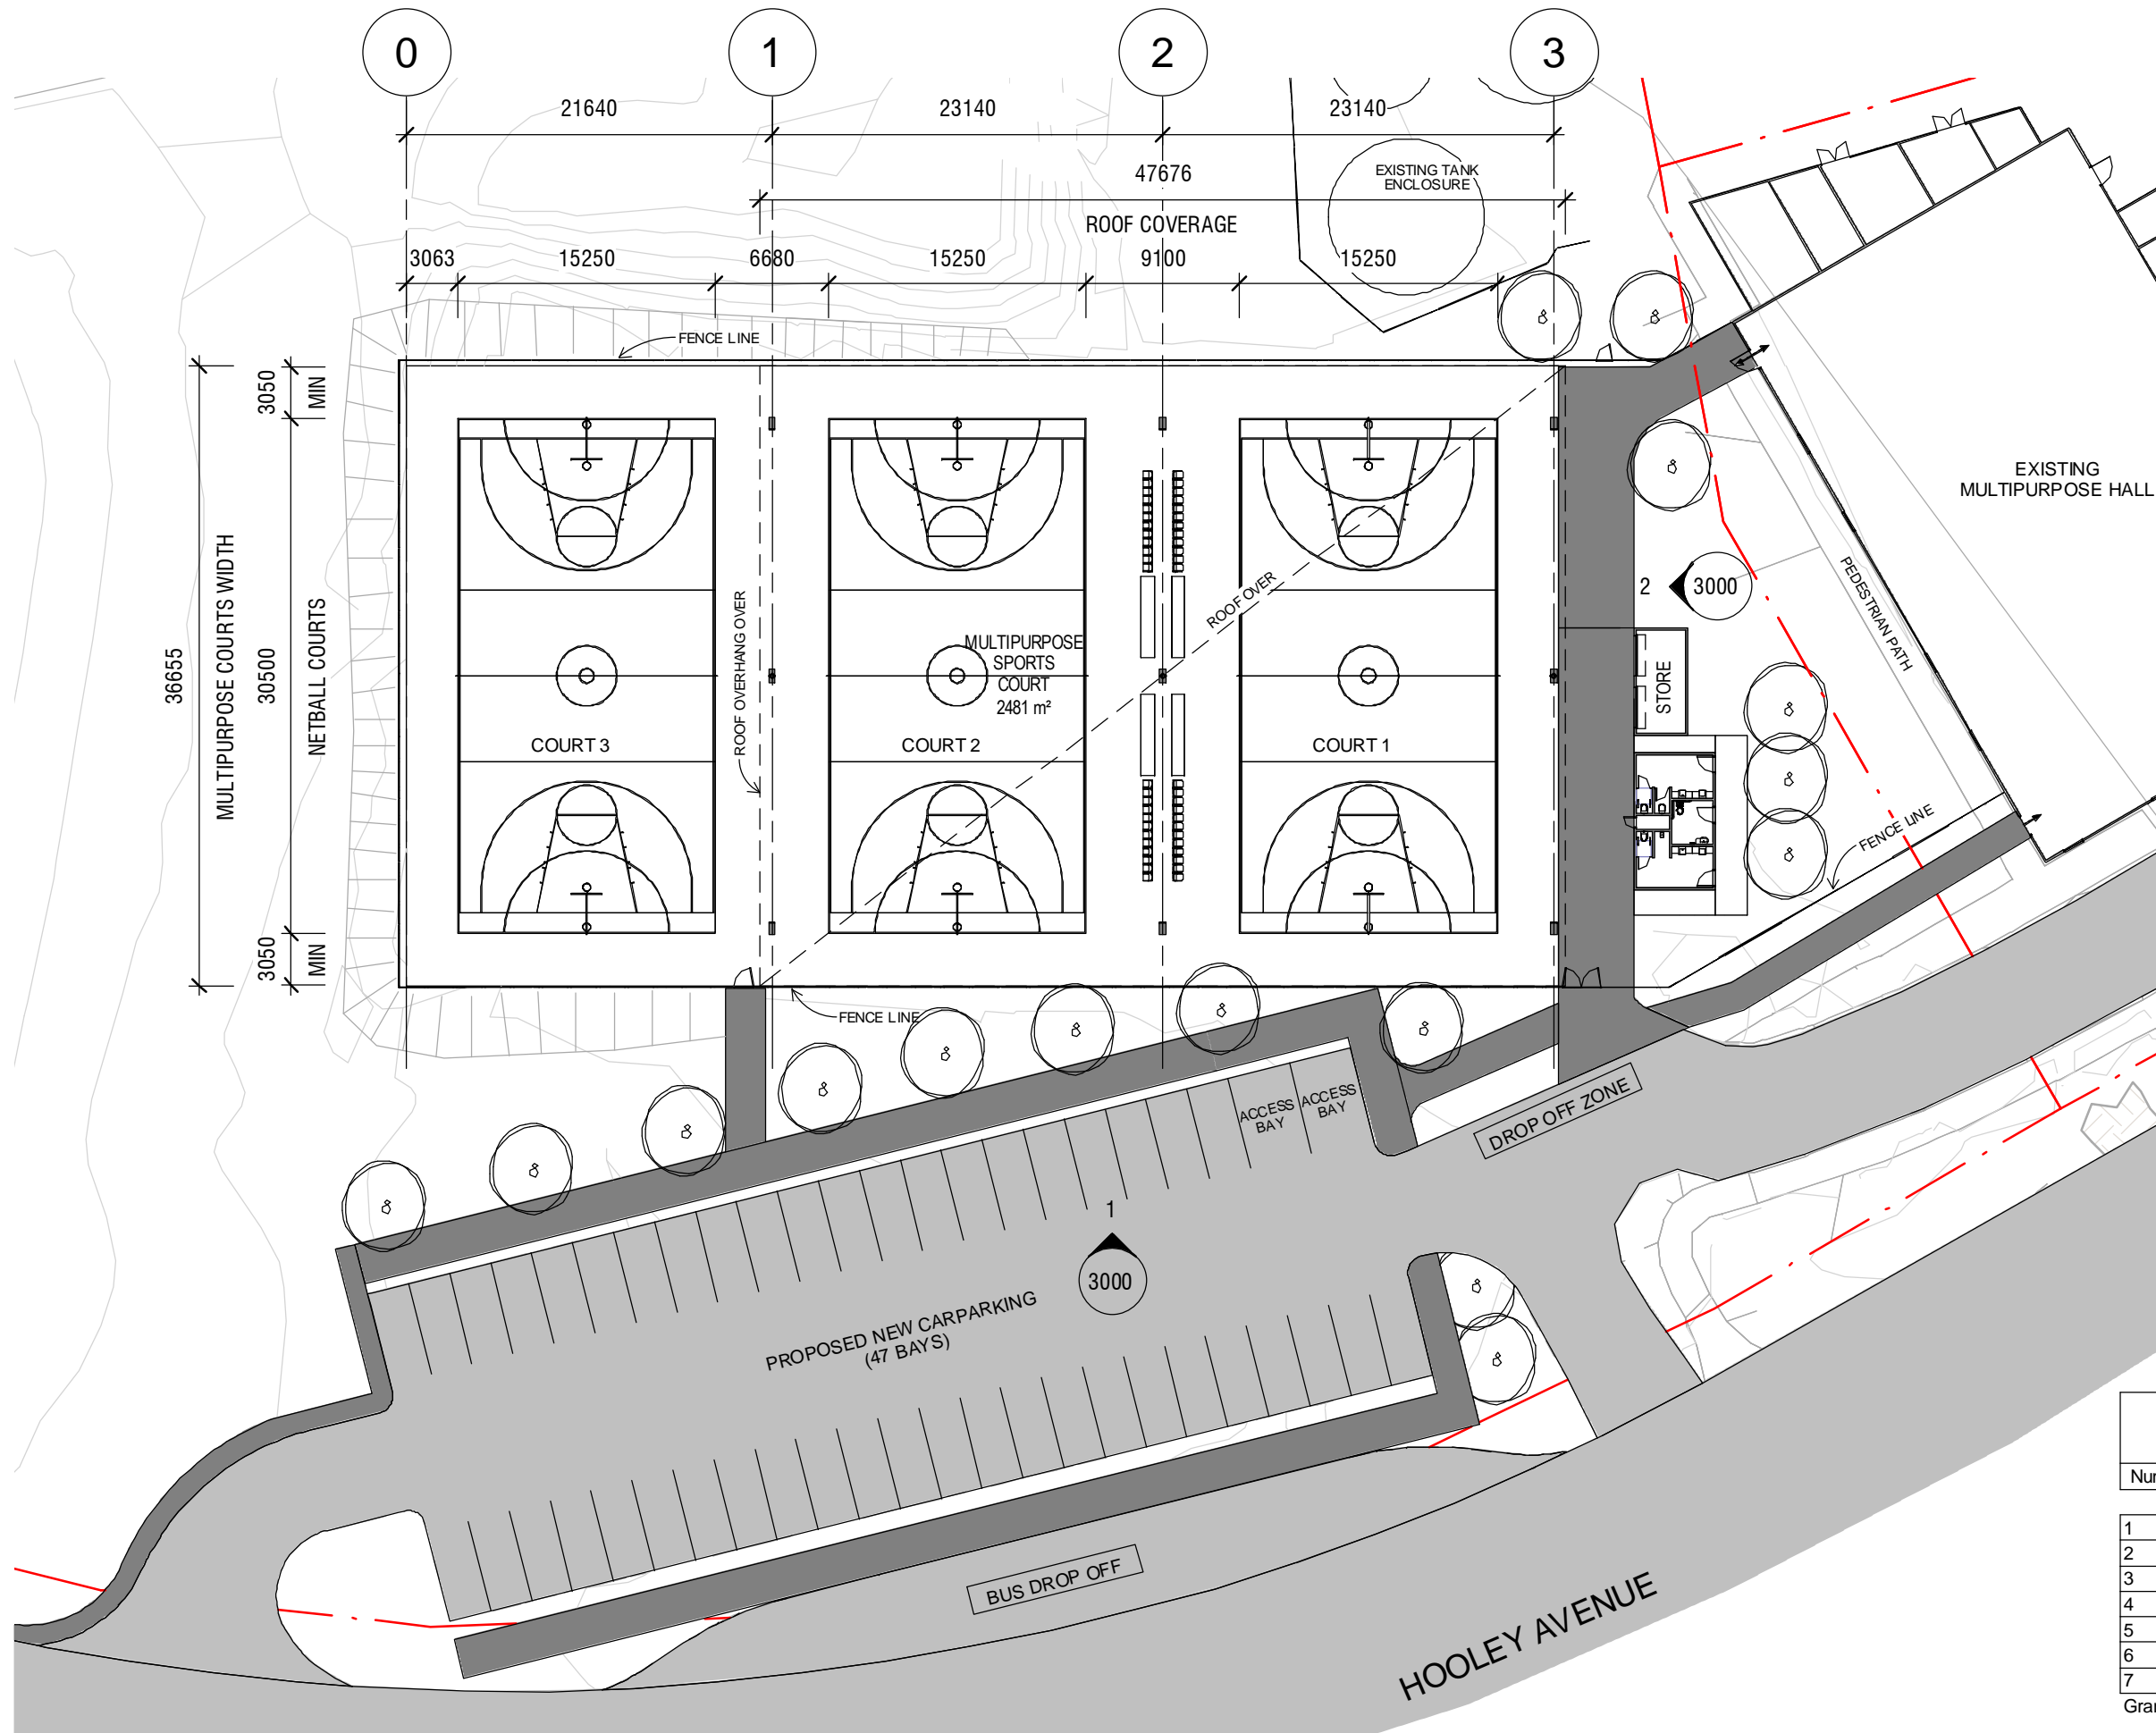 0
1
2
3
21640
23140
23140
47676
ROOF COVERAGE
EXISTING TANK
ENCLOSURE
3063
15250
6680
15250
9100
15250
FENCE LINE
3050
MIN
36655
MULTIPURPOSE COURTS WIDTH
30500
NETBALL COURTS
3050
MIN
ROOF OVERHANG OVER
ROOF OVER
MULTIPURPOSE
SPORTS
COURT
2481 m²
COURT 3
COURT 2
COURT 1
EXISTING
MULTIPURPOSE HALL
2
3000
PEDESTRIAN PATH
STORE
FENCE LINE
FENCE LINE
ACCESS
BAY
ACCESS
BAY
DROP OFF ZONE
1
3000
PROPOSED NEW CARPARKING
(47 BAYS)
BUS DROP OFF
HOOLEY AVENUE
1
2
3
4
5
6
7